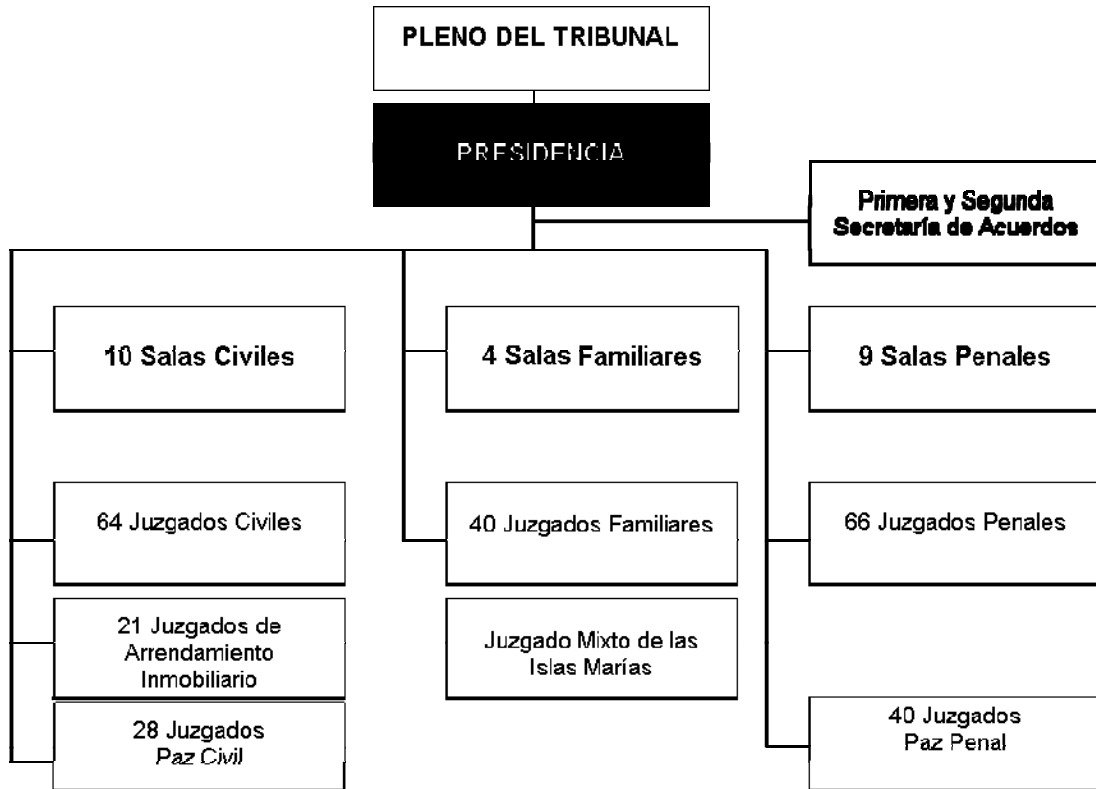 PLENO DEL TRIBUNAL
PRESIDENCIA
Primera y Segunda
Secretaría de Acuerdos
10 Salas Civiles
4 Salas Familiares
9 Salas Penales
64 Juzgados Civiles
40 Juzgados Familiares
66 Juzgados Penales
21 Juzgados de
Arrendamiento
Inmobiliario
Juzgado Mixto de las
Islas Marías
28 Juzgados
Paz Civil
40 Juzgados
Paz Penal